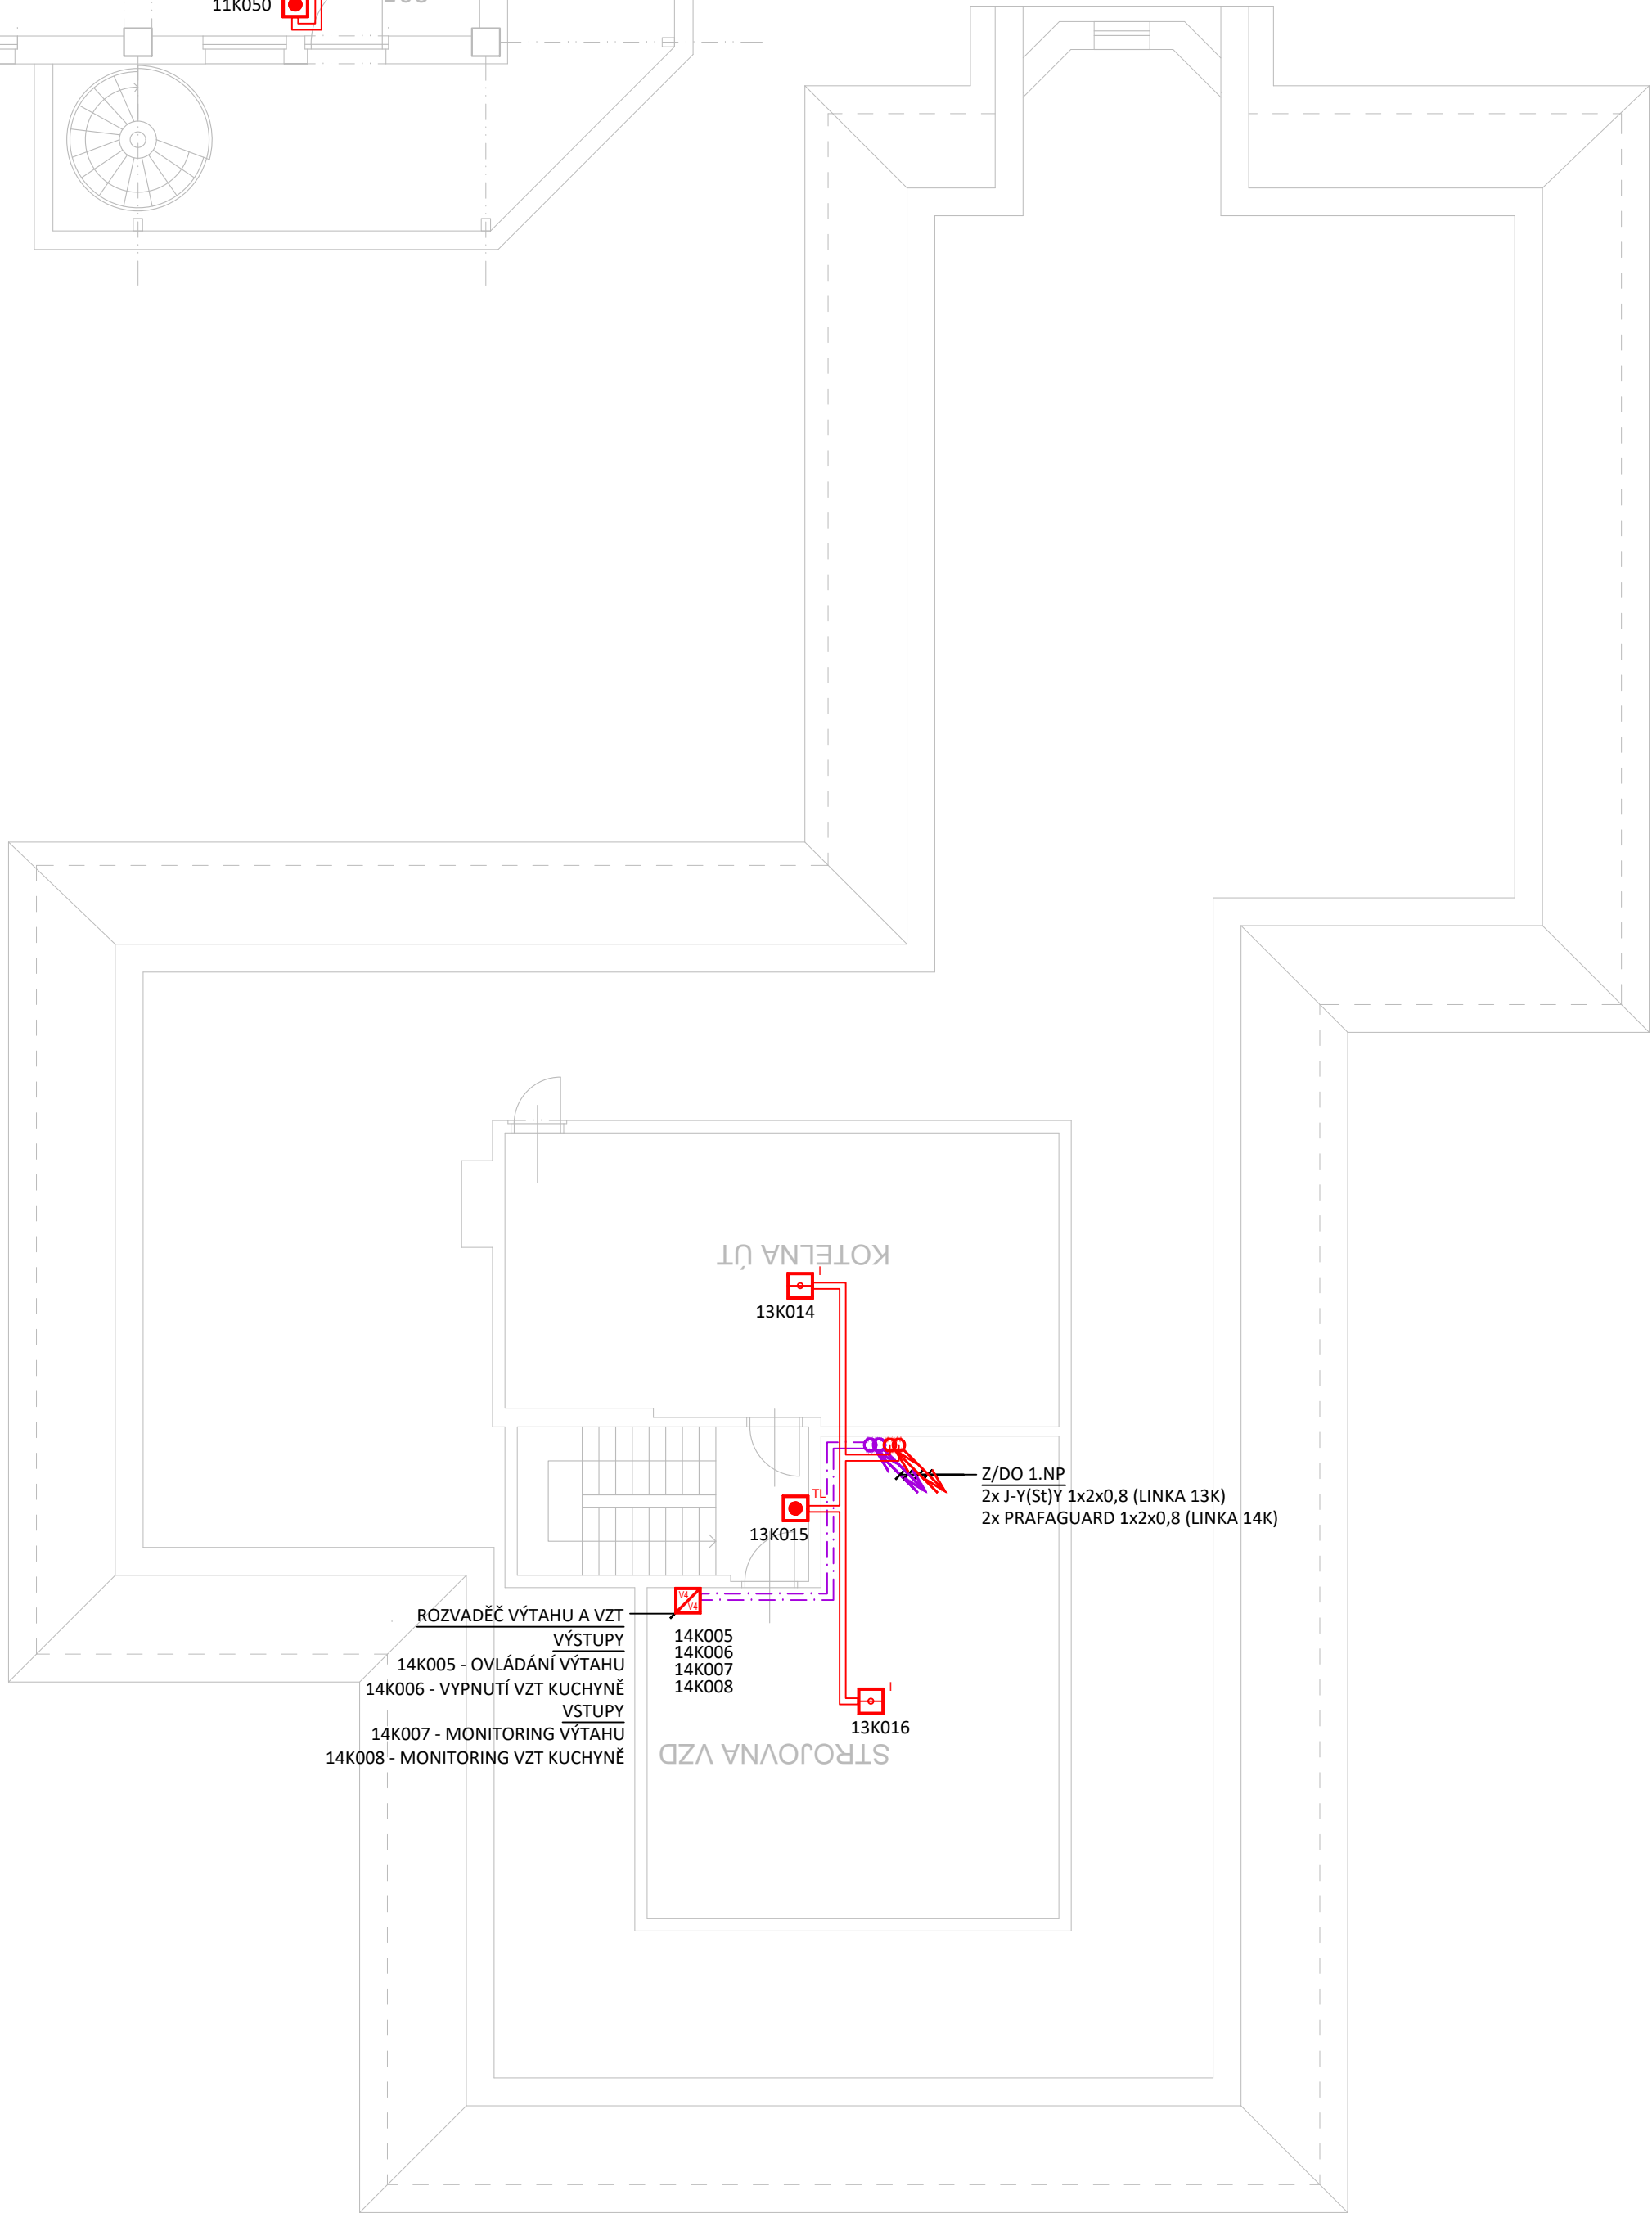 11K050
KOTELNA ÚT
I
13K014
TL
13K015
Z/DO 1.NP
2x J-Y(St)Y 1x2x0,8 (LINKA 13K)
2x PRAFAGUARD 1x2x0,8 (LINKA 14K)
V4
V4
ROZVADĚČ VÝTAHU A VZT
VÝSTUPY
14K005 - OVLÁDÁNÍ VÝTAHU
14K006 - VYPNUTÍ VZT KUCHYNĚ
VSTUPY
14K007 - MONITORING VÝTAHU
14K008 - MONITORING VZT KUCHYNĚ
14K005
14K006
14K007
14K008
I
13K016
STROJOVNA VZD